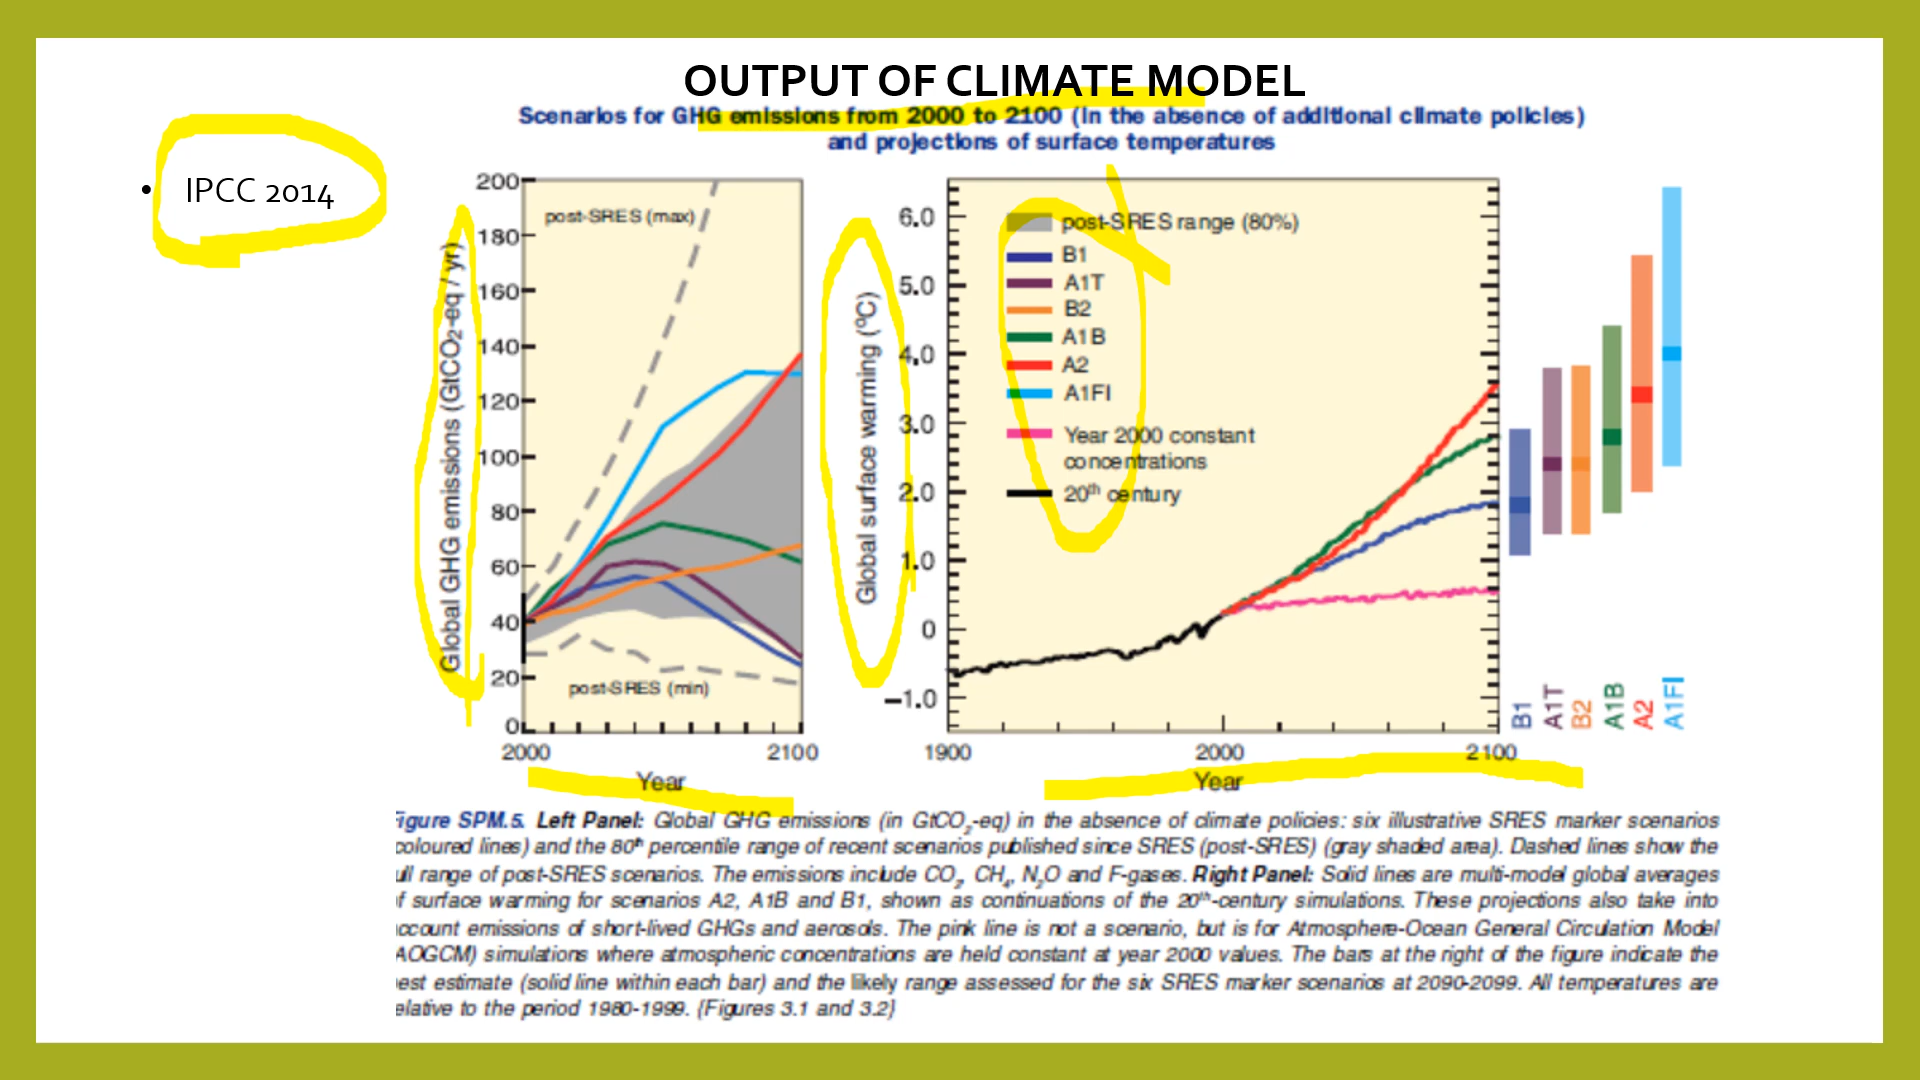 OUTPUT OF CLIMATE MODEL
Scenarios for GHG emissions from 2000 to 2100 (in the absence of additional climate policies)
and projections of surface temperatures
• IPCC 2014
Global GHG emissions (GtCO₂-eq / yr)
200
180
160
140
120
100
80
60
40
20
0
post-SRES (max)
post-SRES (min)
2000 2100
Year
Global surface warming (°C)
6.0
5.0
4.0
3.0
2.0
1.0
0
–1.0
post-SRES range (80%)
B1
A1T
B2
A1B
A2
A1FI
Year 2000 constant
concentrations
20th century
1900 2000 2100
Year
B1 A1T B2 A1B A2 A1FI
igure SPM.5. Left Panel: Global GHG emissions (in GtCO₂-eq) in the absence of climate policies: six illustrative SRES marker scenarios
coloured lines) and the 80th percentile range of recent scenarios published since SRES (post-SRES) (gray shaded area). Dashed lines show the
ull range of post-SRES scenarios. The emissions include CO₂, CH₄, N₂O and F-gases. Right Panel: Solid lines are multi-model global averages
f surface warming for scenarios A2, A1B and B1, shown as continuations of the 20th-century simulations. These projections also take into
ccount emissions of short-lived GHGs and aerosols. The pink line is not a scenario, but is for Atmosphere-Ocean General Circulation Model
AOGCM) simulations where atmospheric concentrations are held constant at year 2000 values. The bars at the right of the figure indicate the
est estimate (solid line within each bar) and the likely range assessed for the six SRES marker scenarios at 2090-2099. All temperatures are
elative to the period 1980-1999. {Figures 3.1 and 3.2}